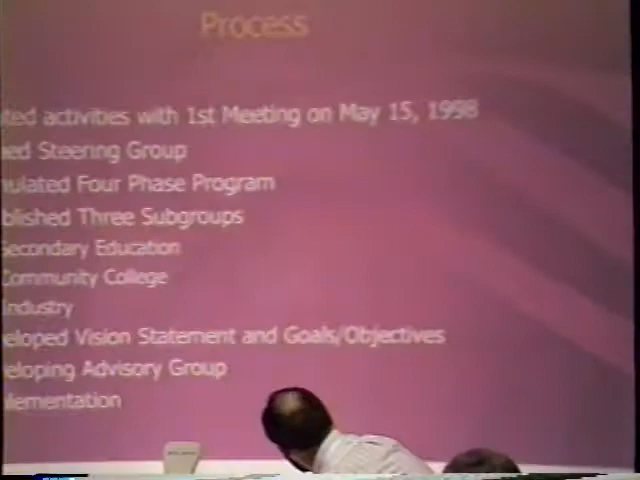 Process
ted activities with 1st Meeting on May 15, 1998
ed Steering Group
ulated Four Phase Program
blished Three Subgroups
Secondary Education
Community College
Industry
eloped Vision Statement and Goals/Objectives
eloping Advisory Group
lementation